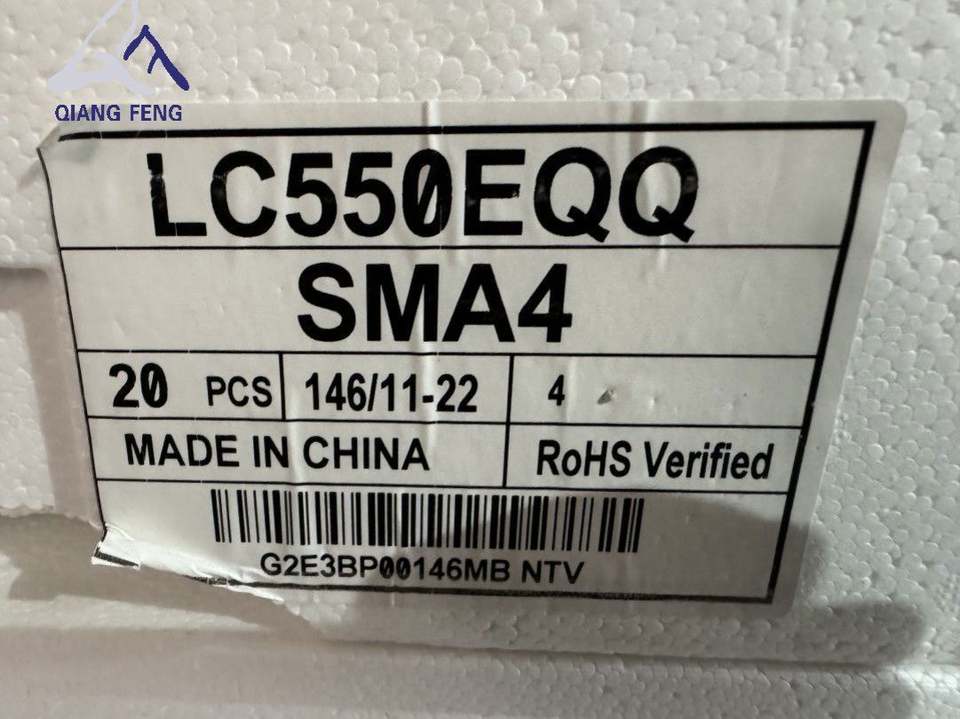 QIANG FENG
LC550EQQ
SMA4
20 PCS 146/11-22 4
MADE IN CHINA RoHS Verified
G2E3BP00146MB NTV